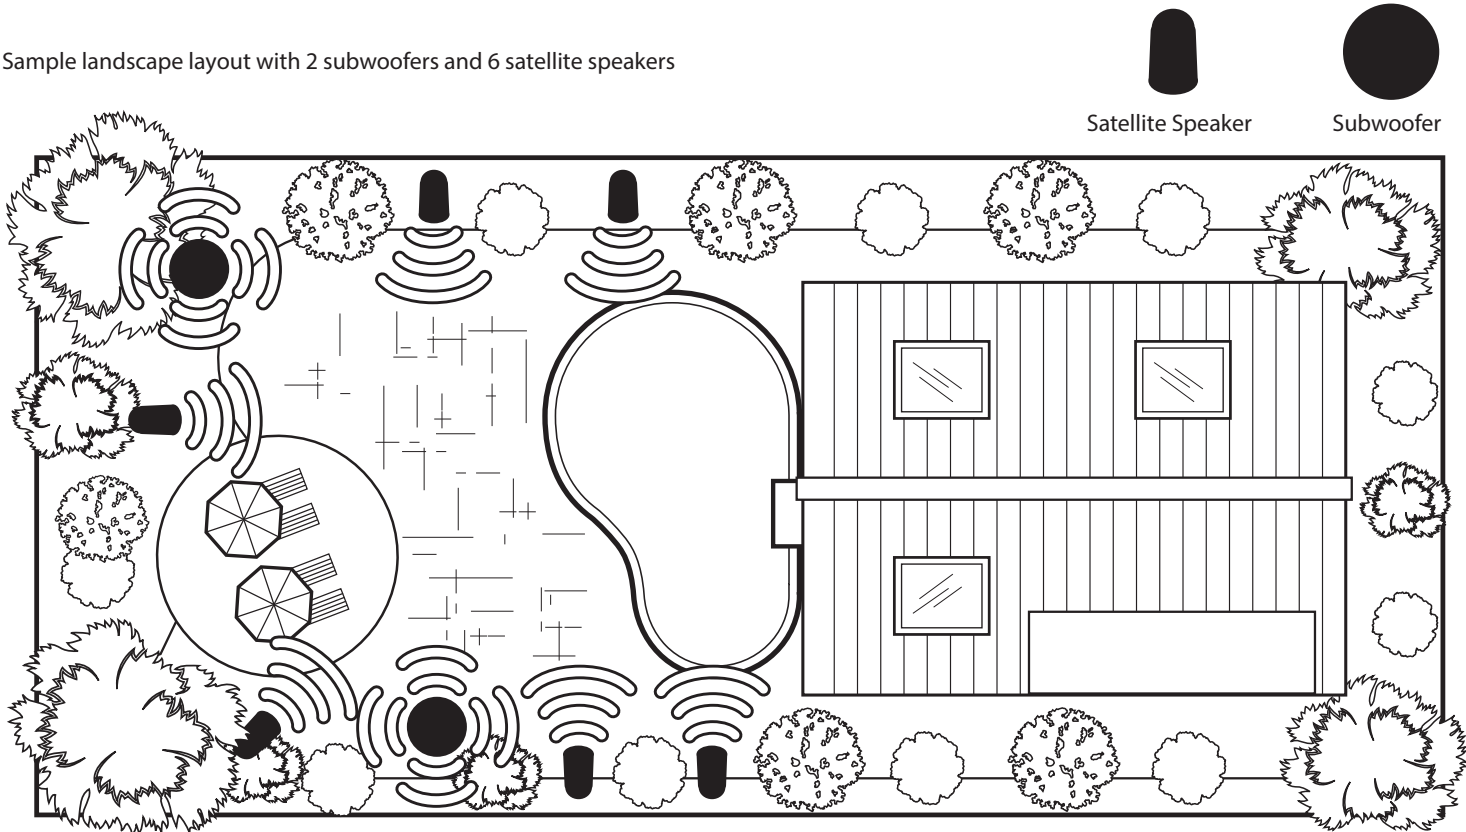 Sample landscape layout with 2 subwoofers and 6 satellite speakers
Satellite Speaker
Subwoofer